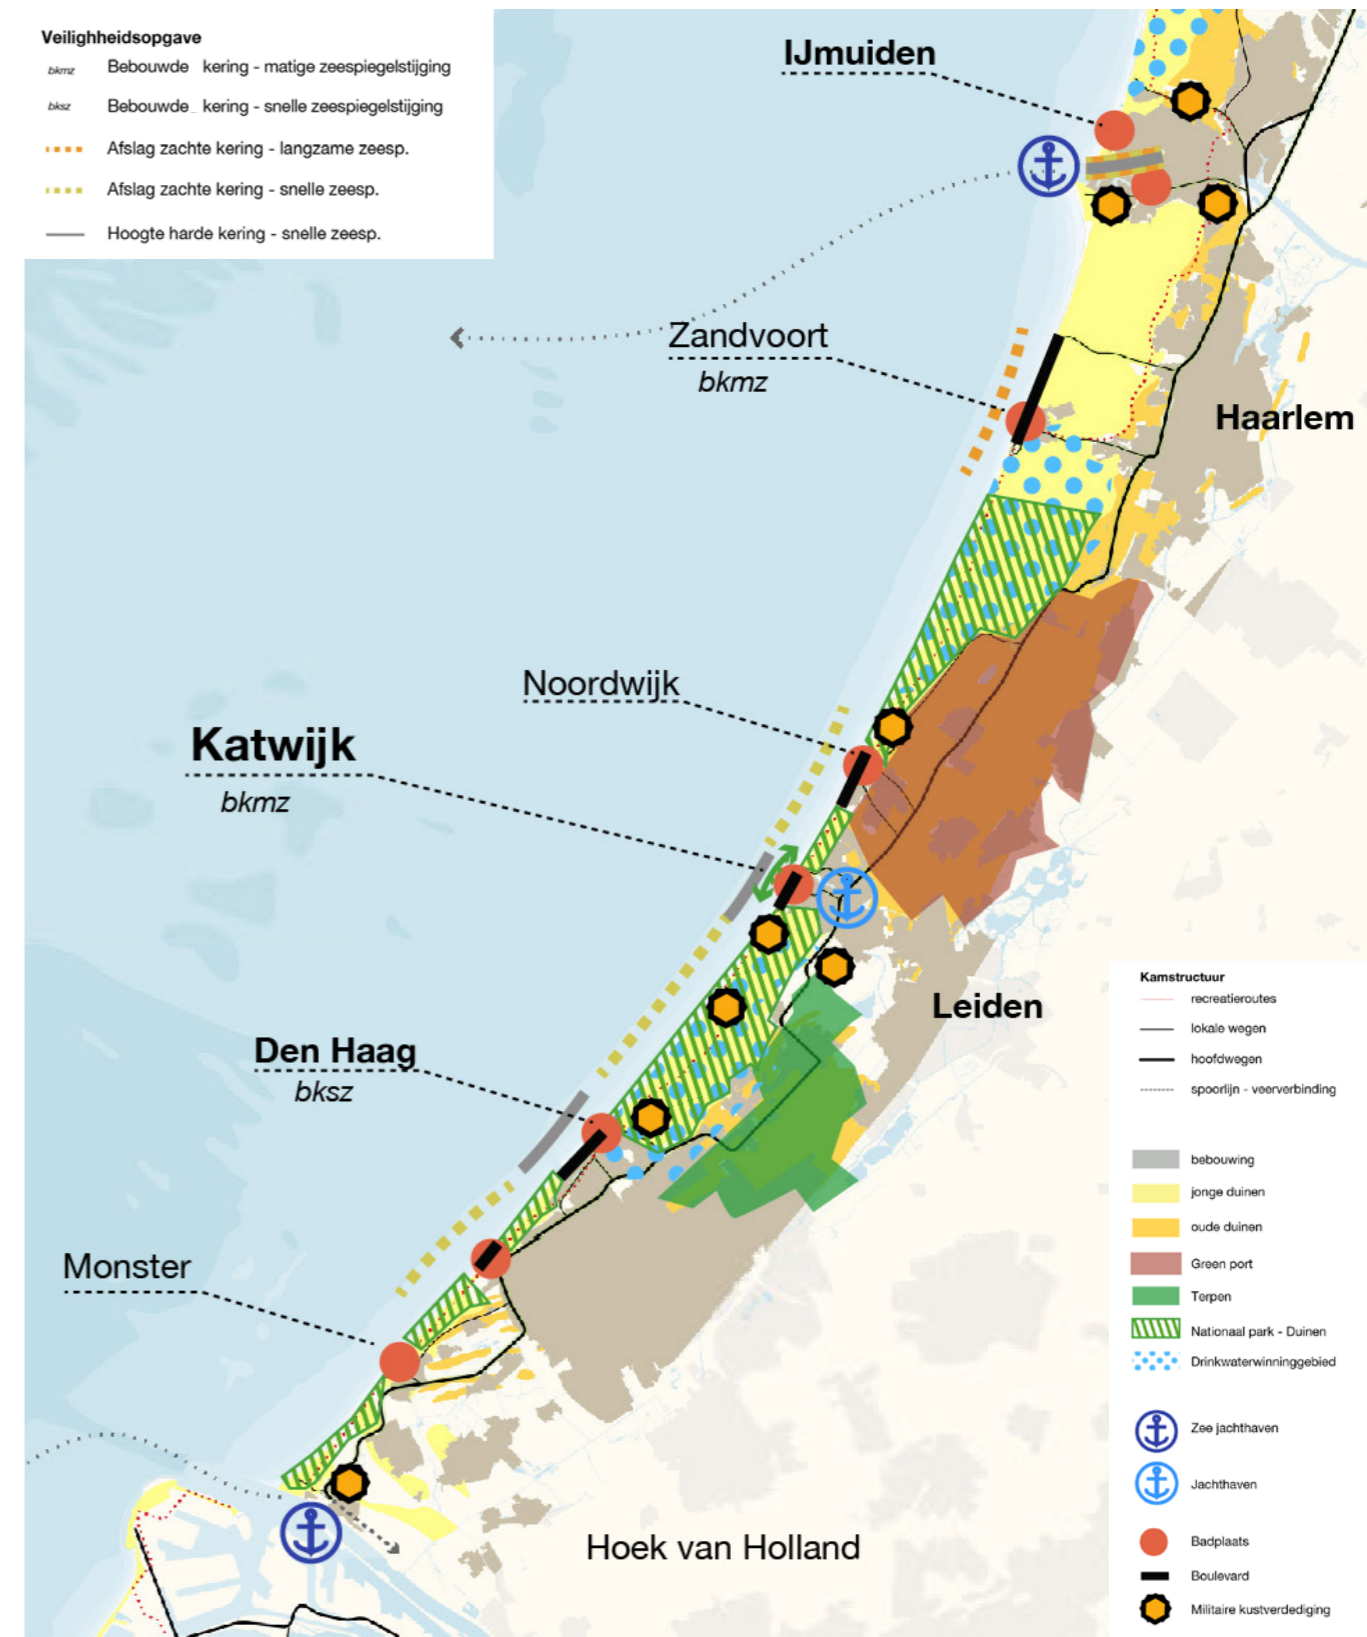 Veilighheidsopgave
bkmz Bebouwde kering - matige zeespiegelstijging
bksz Bebouwde_ kering - snelle zeespiegelstijging
Afslag zachte kering - langzame zeesp.
Afslag zachte kering - snelle zeesp.
Hoogte harde kering - snelle zeesp.
IJmuiden
Zandvoort
bkmz
Haarlem
Noordwijk
Katwijk
bkmz
Leiden
Den Haag
bksz
Monster
Hoek van Holland
Kamstructuur
recreatieroutes
lokale wegen
hoofdwegen
spoorlijn - veerverbinding
bebouwing
jonge duinen
oude duinen
Green port
Terpen
Nationaal park - Duinen
Drinkwaterwinninggebied
Zee jachthaven
Jachthaven
Badplaats
Boulevard
Militaire kustverdediging